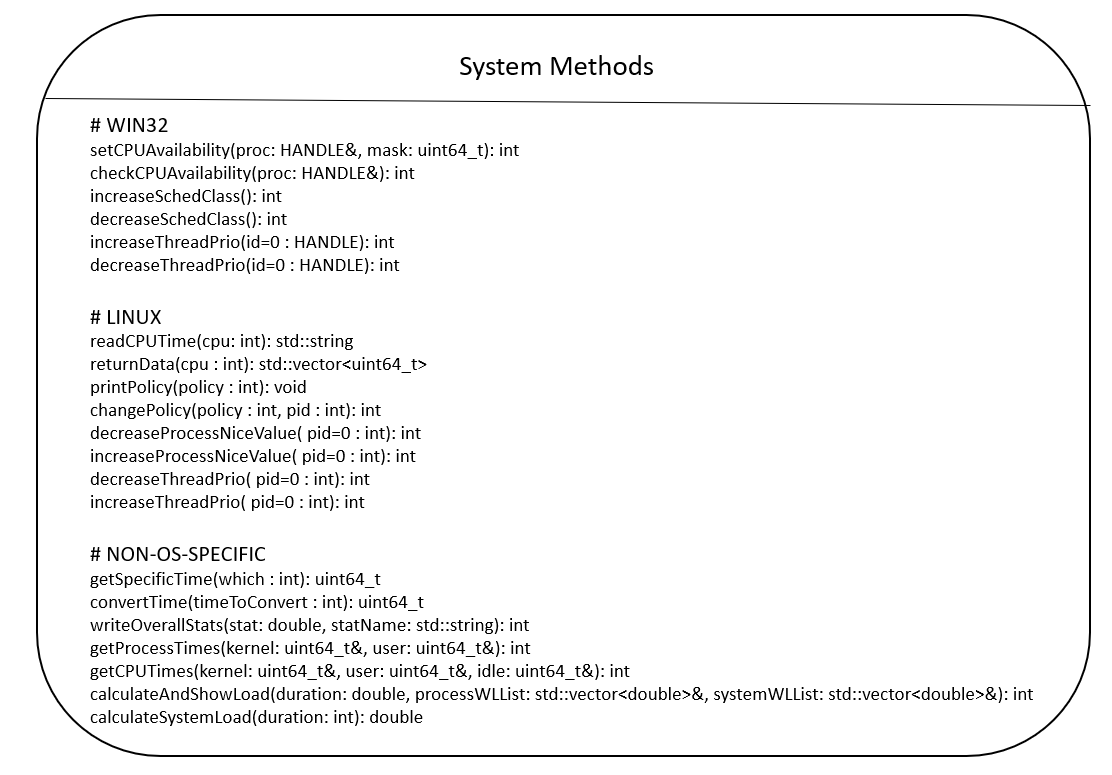 System Methods
# WIN32
setCPUAvailability(proc: HANDLE&, mask: uint64_t): int
checkCPUAvailability(proc: HANDLE&): int
increaseSchedClass(): int
decreaseSchedClass(): int
increaseThreadPrio(id=0 : HANDLE): int
decreaseThreadPrio(id=0 : HANDLE): int
# LINUX
readCPUTime(cpu: int): std::string
returnData(cpu : int): std::vector<uint64_t>
printPolicy(policy : int): void
changePolicy(policy : int, pid : int): int
decreaseProcessNiceValue( pid=0 : int): int
increaseProcessNiceValue( pid=0 : int): int
decreaseThreadPrio( pid=0 : int): int
increaseThreadPrio( pid=0 : int): int
# NON-OS-SPECIFIC
getSpecificTime(which : int): uint64_t
convertTime(timeToConvert : int): uint64_t
writeOverallStats(stat: double, statName: std::string): int
getProcessTimes(kernel: uint64_t&, user: uint64_t&): int
getCPUTimes(kernel: uint64_t&, user: uint64_t&, idle: uint64_t&): int
calculateAndShowLoad(duration: double, processWLList: std::vector<double>&, systemWLList: std::vector<double>&): int
calculateSystemLoad(duration: int): double